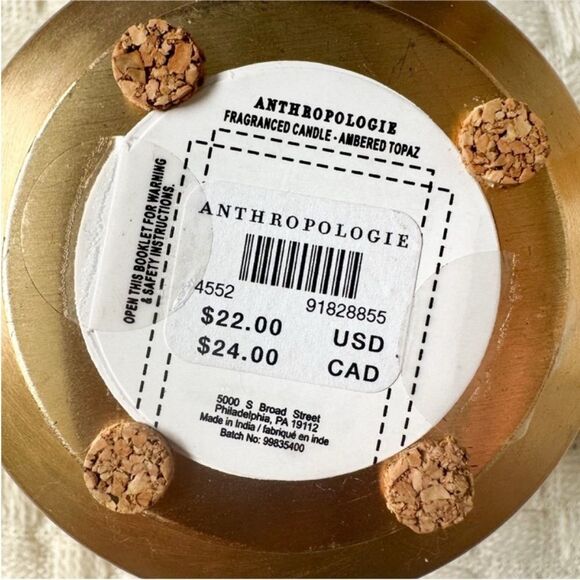 ANTHROPOLOGIE
FRAGRANCED CANDLE - AMBERED TOPAZ
OPEN THIS BOOKLET FOR WARNING
& SAFETY INSTRUCTIONS.
ANTHROPOLOGIE
4552 91828855
$22.00 USD
$24.00 CAD
5000 S Broad Street
Philadelphia, PA 19112
Made in India / fabriqué en inde
Batch No: 99835400